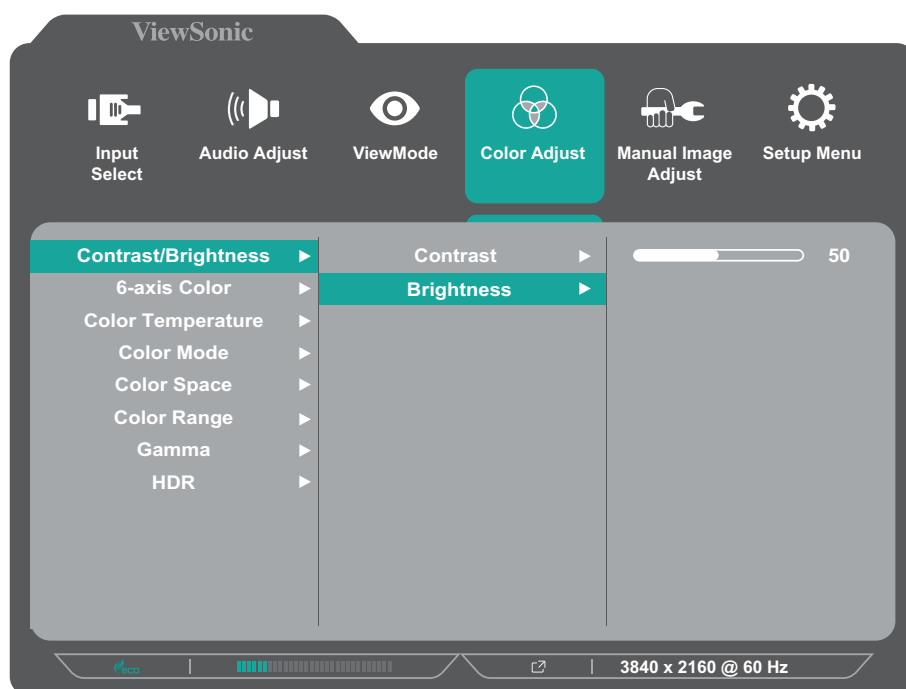 ViewSonic
Input
Select
Audio Adjust
ViewMode
Color Adjust
Manual Image
Adjust
Setup Menu
Contrast/Brightness
6-axis Color
Color Temperature
Color Mode
Color Space
Color Range
Gamma
HDR
Contrast
Brightness
50
eco
3840 x 2160 @ 60 Hz